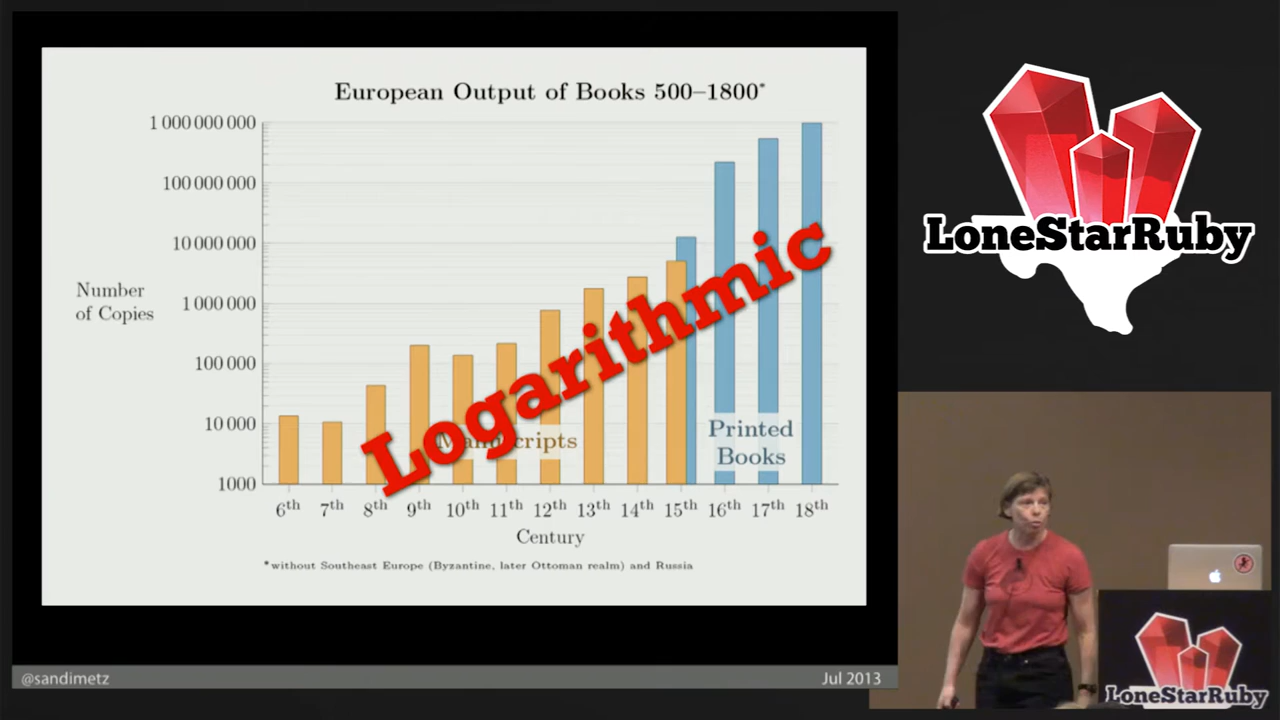 European Output of Books 500–1800*
1 000 000 000
100 000 000
10 000 000
1 000 000
100 000
10 000
1000
Number
of Copies
Logarithmic
Manuscripts
Printed
Books
6th 7th 8th 9th 10th 11th 12th 13th 14th 15th 16th 17th 18th
Century
*without Southeast Europe (Byzantine, later Ottoman realm) and Russia
@sandimetz
Jul 2013
LoneStarRuby
LoneStarRuby